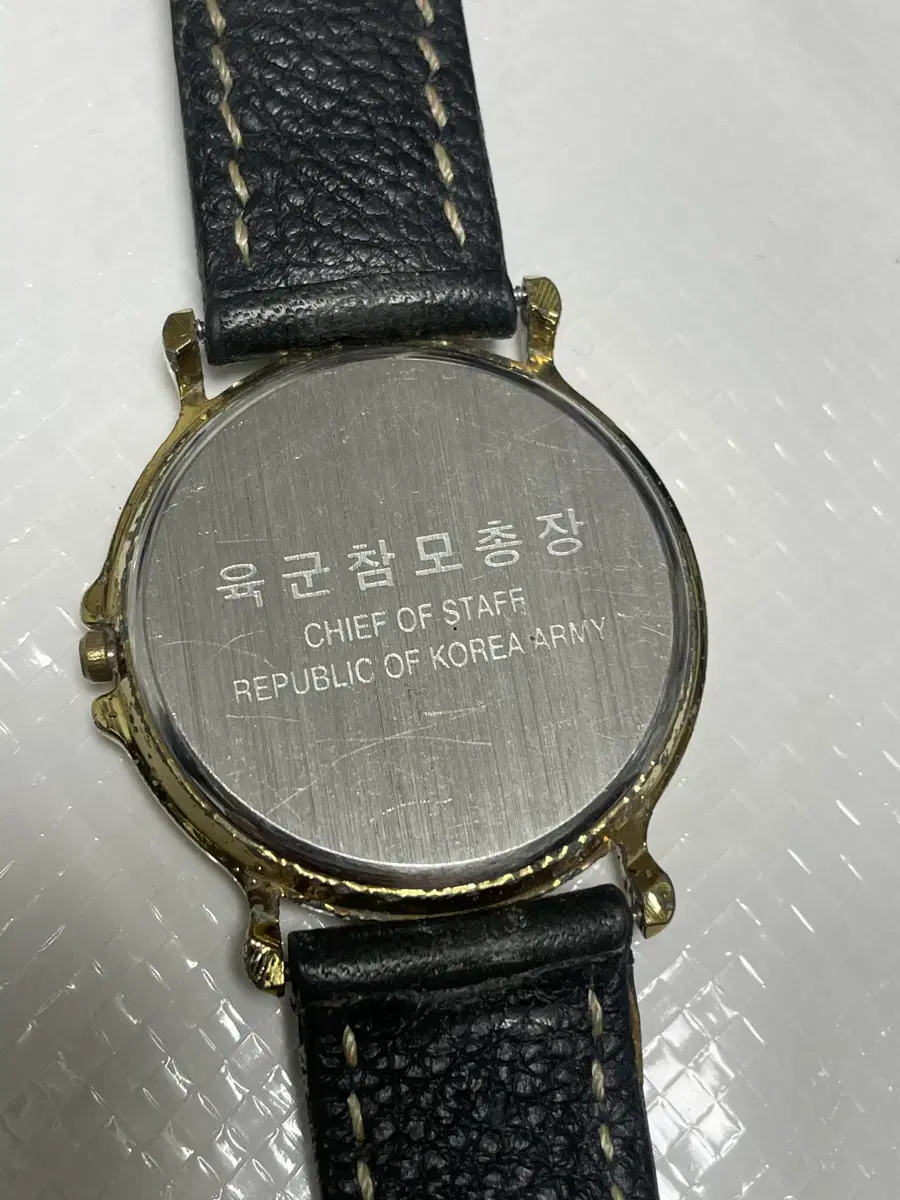 육군참모총장
CHIEF OF STAFF
REPUBLIC OF KOREA ARMY